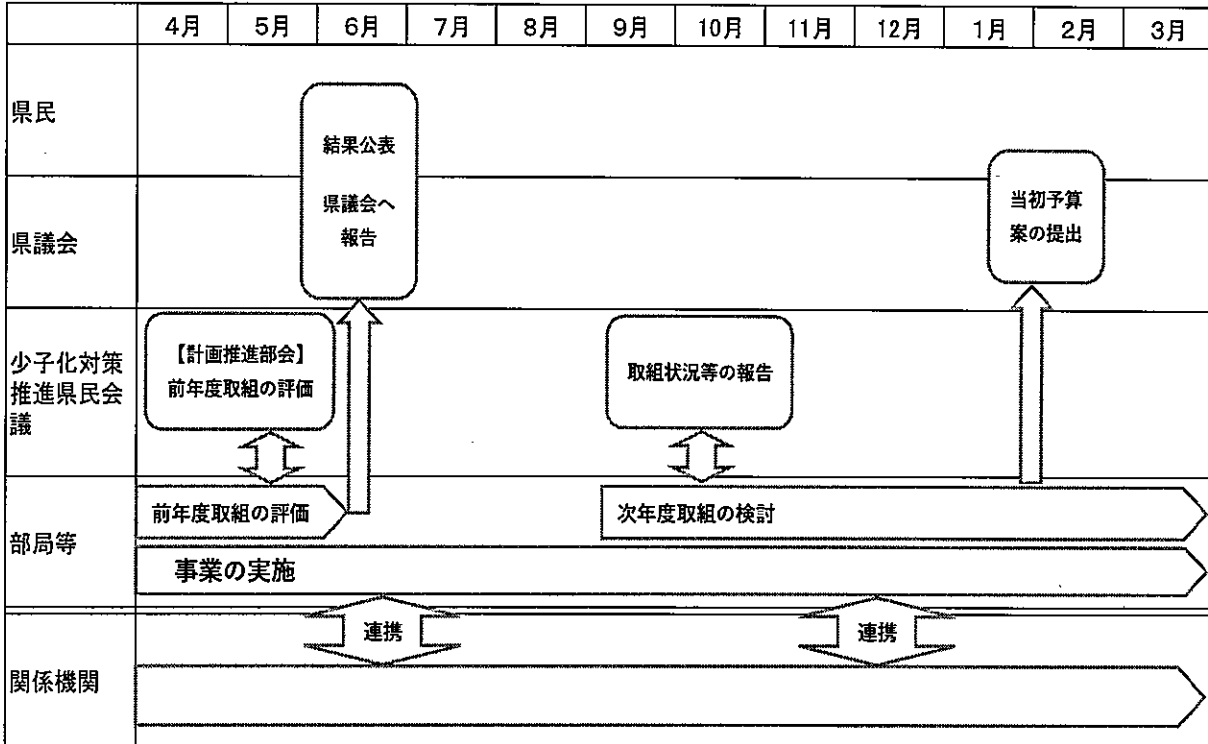 4月 5月 6月 7月 8月 9月 10月 11月 12月 1月 2月 3月
県民
結果公表
県議会へ
報告
県議会
当初予算
案の提出
少子化対策
推進県民会
議
【計画推進部会】
前年度取組の評価
取組状況等の報告
部局等
前年度取組の評価
次年度取組の検討
事業の実施
連携
連携
関係機関